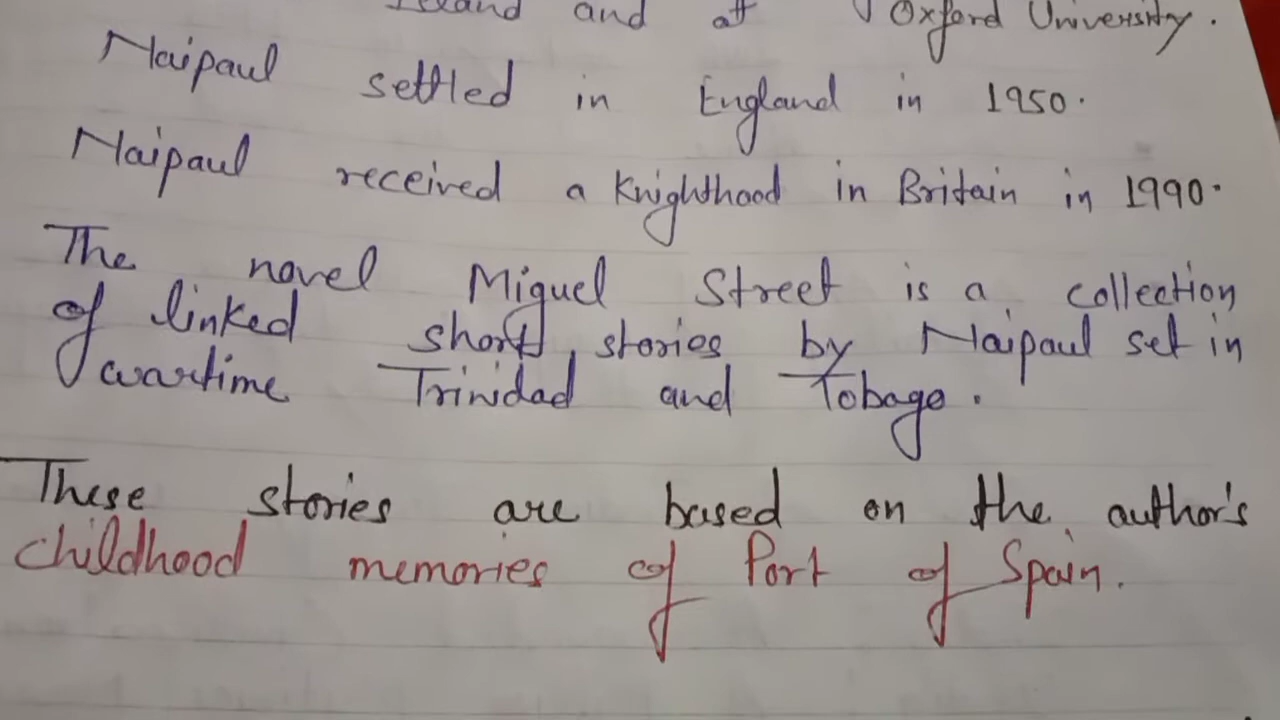 Island and at Oxford University.
Naipaul settled in England in 1950.
Naipaul received a Knighthood in Britain in 1990.
The novel Miguel Street is a collection
of linked short stories by Naipaul set in
wartime Trinidad and Tobago.
These stories are based on the author's
childhood memories of Port of Spain.